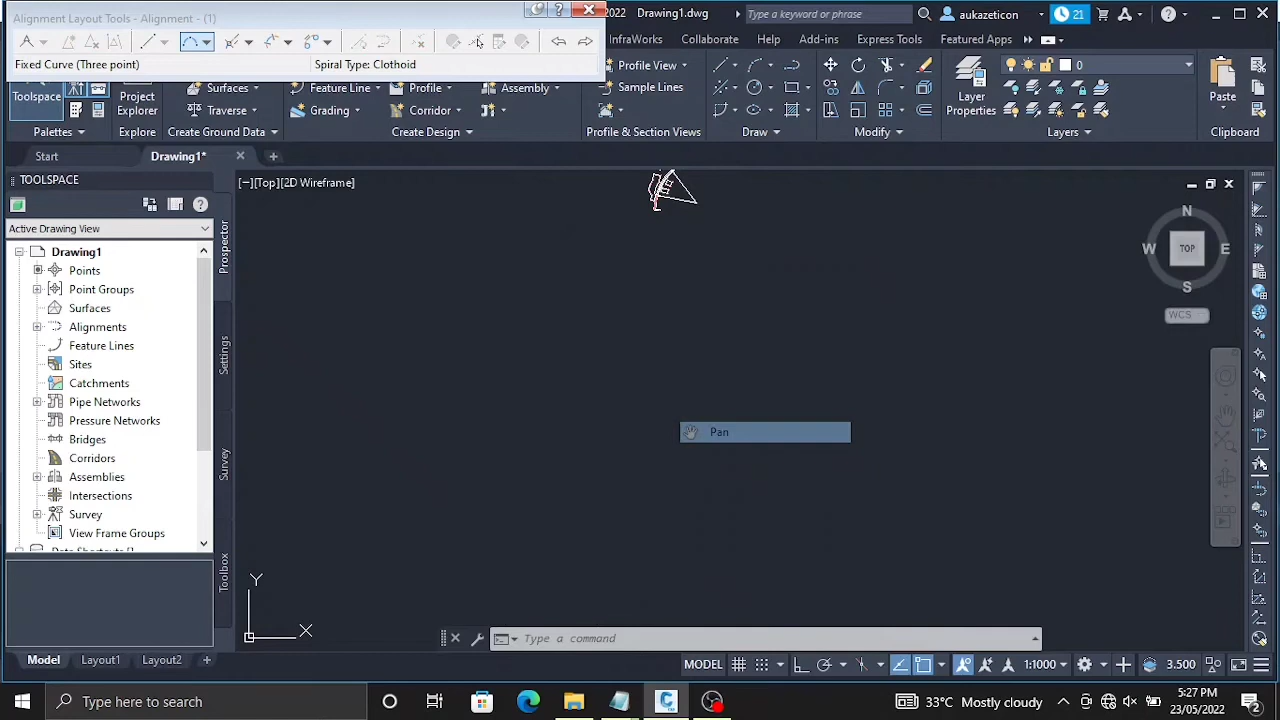 Alignment Layout Tools - Alignment - (1)
2022 Drawing1.dwg
Type a keyword or phrase
aukazeticon
21
Fixed Curve (Three point)
Spiral Type: Clothoid
InfraWorks
Collaborate
Help
Add-ins
Express Tools
Featured Apps
Toolspace
Project
Explorer
Surfaces
Traverse
Grading
Feature Line
Profile
Corridor
Assembly
Profile View
Sample Lines
Layer
Properties
0
Paste
Palettes
Explore
Create Ground Data
Create Design
Profile & Section Views
Draw
Modify
Layers
Clipboard
Start
Drawing1*
TOOLSPACE
[−][Top][2D Wireframe]
Active Drawing View
Drawing1
Points
Point Groups
Surfaces
Alignments
Feature Lines
Sites
Catchments
Pipe Networks
Pressure Networks
Bridges
Corridors
Assemblies
Intersections
Survey
View Frame Groups
Data Shortcuts []
Prospector
Settings
Survey
Toolbox
N
W
TOP
E
S
WCS
Pan
Y
X
Type a command
Model
Layout1
Layout2
MODEL
1:1000
3.500
Type here to search
33°C Mostly cloudy
5:27 PM
23/05/2022
2